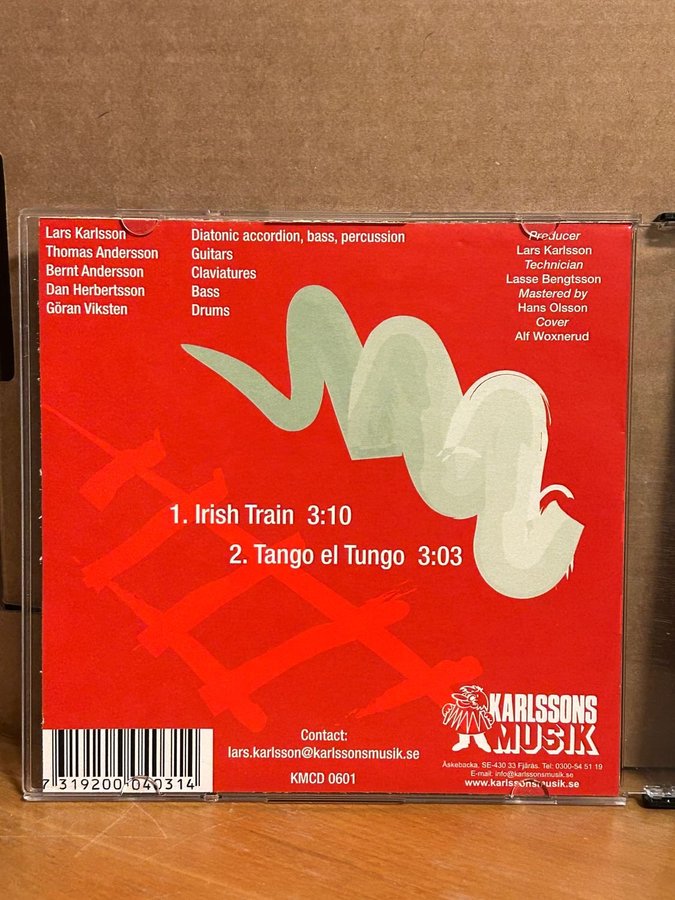 Lars Karlsson Diatonic accordion, bass, percussion
Thomas Andersson Guitars
Bernt Andersson Claviatures
Dan Herbertsson Bass
Göran Viksten Drums
Producer
Lars Karlsson
Technician
Lasse Bengtsson
Mastered by
Hans Olsson
Cover
Alf Woxnerud
1. Irish Train 3:10
2. Tango el Tungo 3:03
Contact:
lars.karlsson@karlssonsmusik.se
KMCD 0601
7 319200 040314
KARLSSONS
MUSIK
Åskebacka, SE-430 33 Fjärås. Tel: 0300-54 51 19
E-mail: info@karlssonsmusik.se
www.karlssonsmusik.se